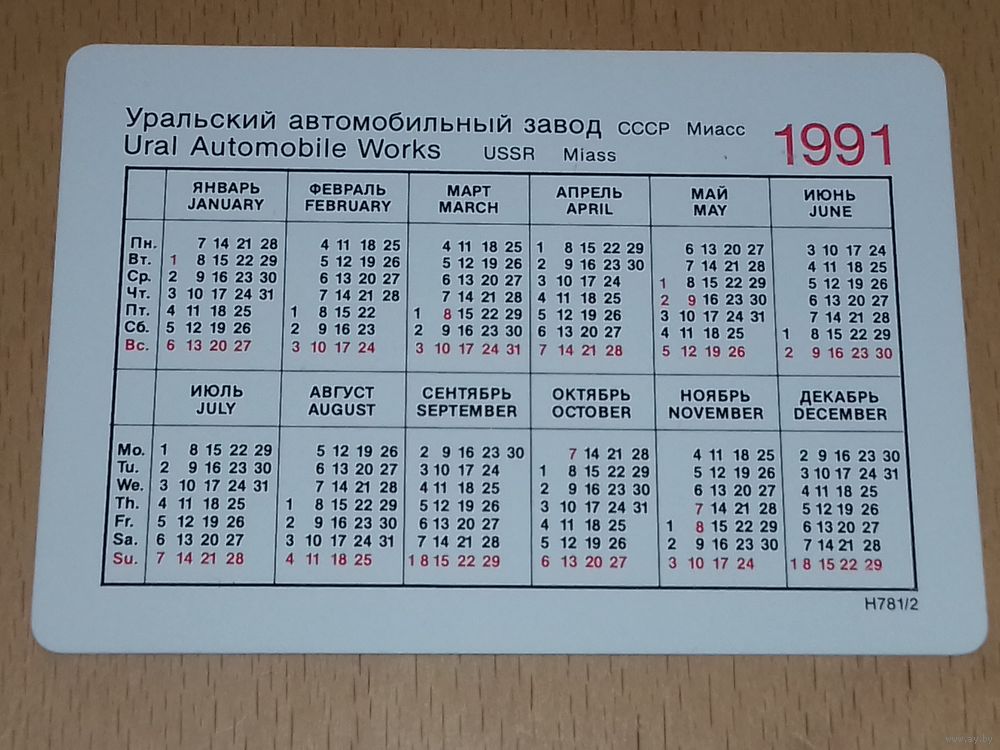 Уральский автомобильный завод СССР Миасс 1991
Ural Automobile Works USSR Miass
ЯНВАРЬ ФЕВРАЛЬ МАРТ АПРЕЛЬ МАЙ ИЮНЬ
JANUARY FEBRUARY MARCH APRIL MAY JUNE
Пн. 7 14 21 28 4 11 18 25 4 11 18 25 1 8 15 22 29 6 13 20 27 3 10 17 24
Вт. 1 8 15 22 29 5 12 19 26 5 12 19 26 2 9 16 23 30 7 14 21 28 4 11 18 25
Ср. 2 9 16 23 30 6 13 20 27 6 13 20 27 3 10 17 24 1 8 15 22 29 5 12 19 26
Чт. 3 10 17 24 31 7 14 21 28 7 14 21 28 4 11 18 25 2 9 16 23 30 6 13 20 27
Пт. 4 11 18 25 1 8 15 22 1 8 15 22 29 5 12 19 26 3 10 17 24 31 7 14 21 28
Сб. 5 12 19 26 2 9 16 23 2 9 16 23 30 6 13 20 27 4 11 18 25 1 8 15 22 29
Вс. 6 13 20 27 3 10 17 24 3 10 17 24 31 7 14 21 28 5 12 19 26 2 9 16 23 30
ИЮЛЬ АВГУСТ СЕНТЯБРЬ ОКТЯБРЬ НОЯБРЬ ДЕКАБРЬ
JULY AUGUST SEPTEMBER OCTOBER NOVEMBER DECEMBER
Mo. 1 8 15 22 29 5 12 19 26 2 9 16 23 30 7 14 21 28 4 11 18 25 2 9 16 23 30
Tu. 2 9 16 23 30 6 13 20 27 3 10 17 24 1 8 15 22 29 5 12 19 26 3 10 17 24 31
We. 3 10 17 24 31 7 14 21 28 4 11 18 25 2 9 16 23 30 6 13 20 27 4 11 18 25
Th. 4 11 18 25 1 8 15 22 29 5 12 19 26 3 10 17 24 31 7 14 21 28 5 12 19 26
Fr. 5 12 19 26 2 9 16 23 30 6 13 20 27 4 11 18 25 1 8 15 22 29 6 13 20 27
Sa. 6 13 20 27 3 10 17 24 31 7 14 21 28 5 12 19 26 2 9 16 23 30 7 14 21 28
Su. 7 14 21 28 4 11 18 25 1 8 15 22 29 6 13 20 27 3 10 17 24 1 8 15 22 29
H781/2
www.ay.by